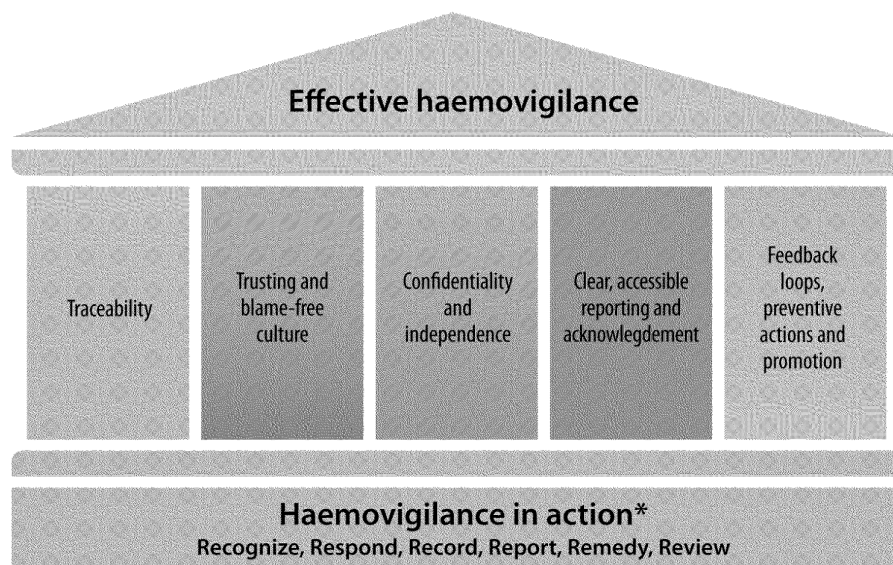 Effective haemovigilance
Traceability
Trusting and
blame-free
culture
Confidentiality
and
independence
Clear, accessible
reporting and
acknowlegdement
Feedback
loops,
preventive
actions and
promotion
Haemovigilance in action*
Recognize, Respond, Record, Report, Remedy, Review